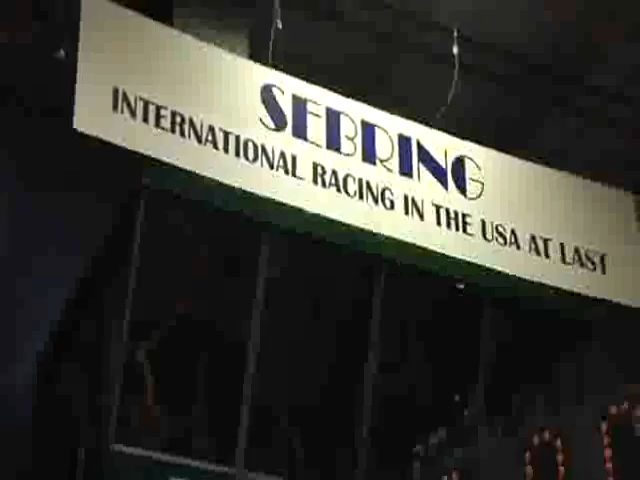 SEBRING
INTERNATIONAL RACING IN THE USA AT LAST